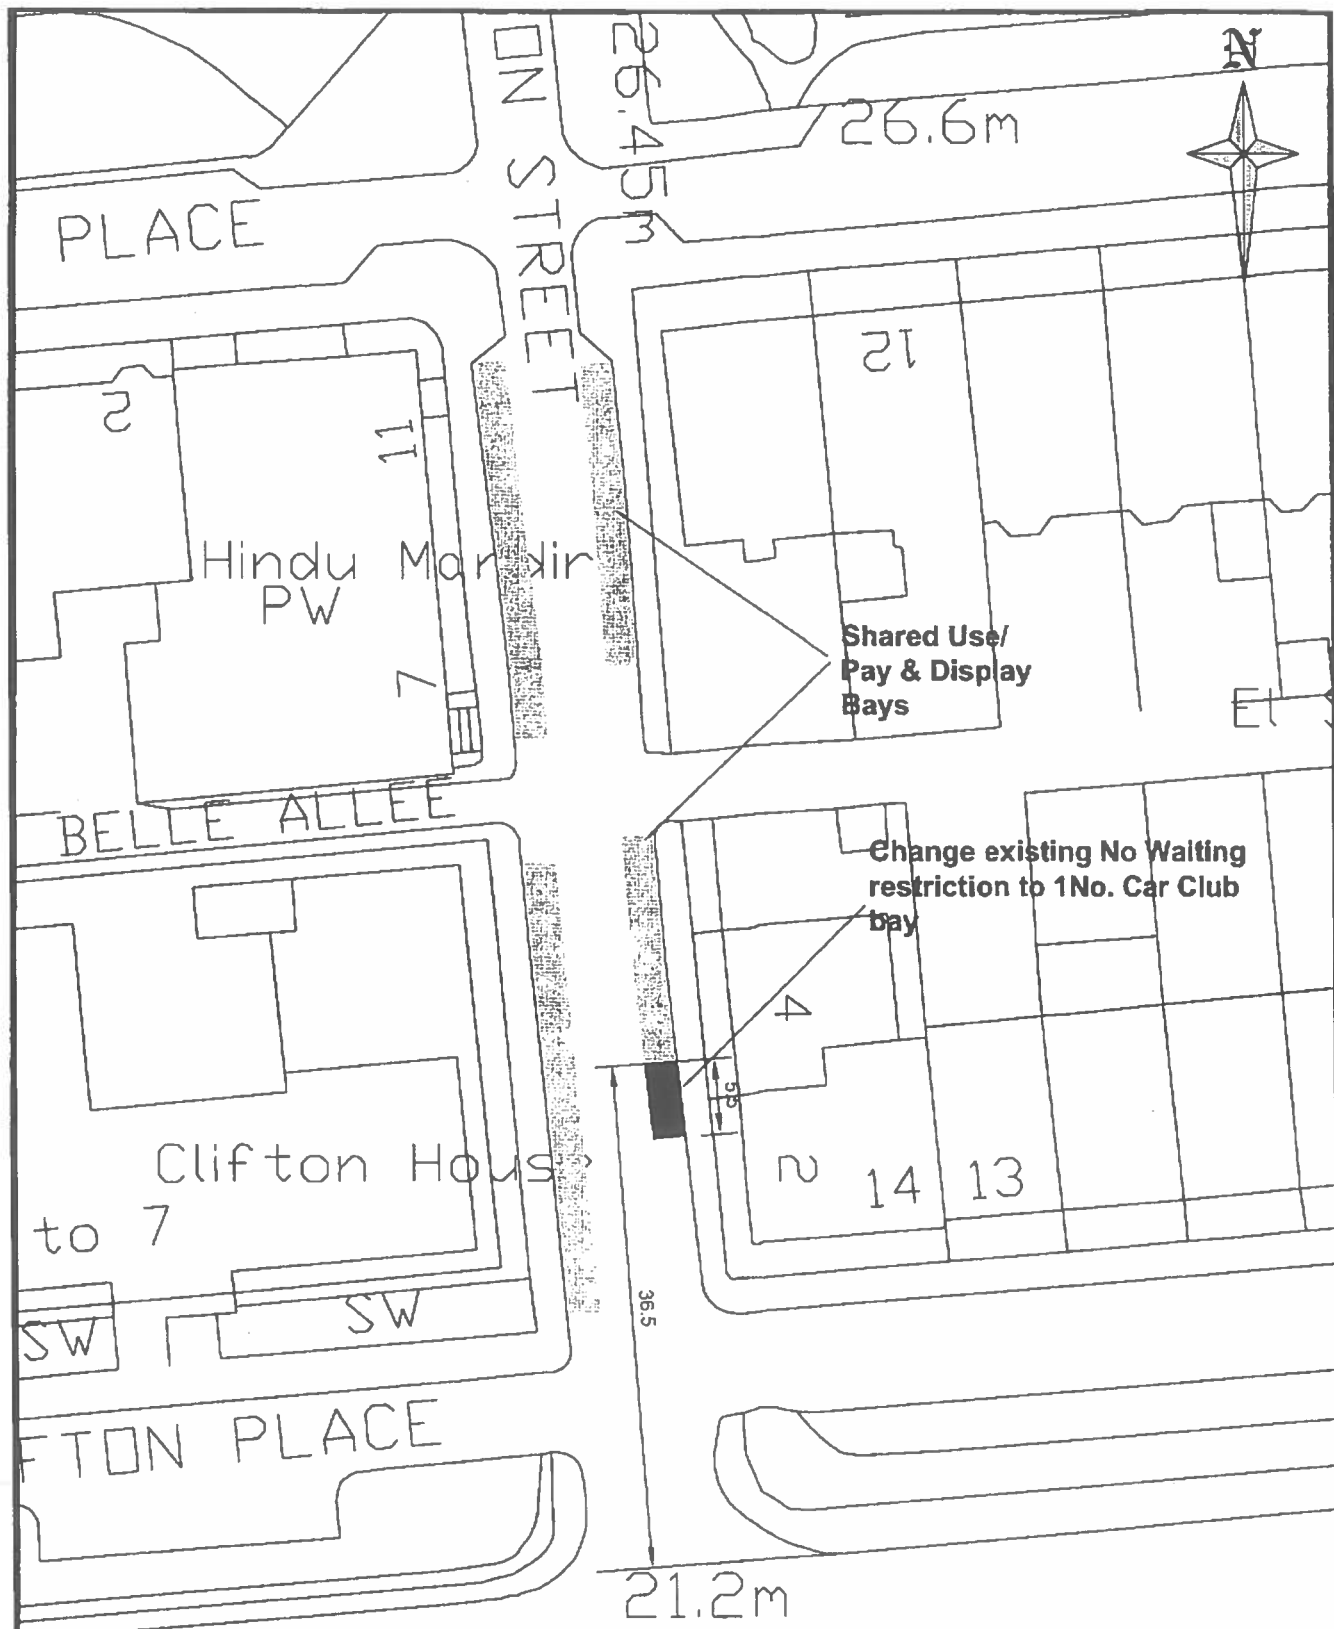 ON STREET
26.45m
N
26.6m
PLACE
12
2
11
Hindu Mandir
PW
7
Shared Use/
Pay & Display
Bays
El S
BELLE ALLEE
Change existing No Waiting
restriction to 1No. Car Club
bay
4
5.5
Clifton House
2
14
13
to 7
36.5
SW
SW
FTON PLACE
21.2m